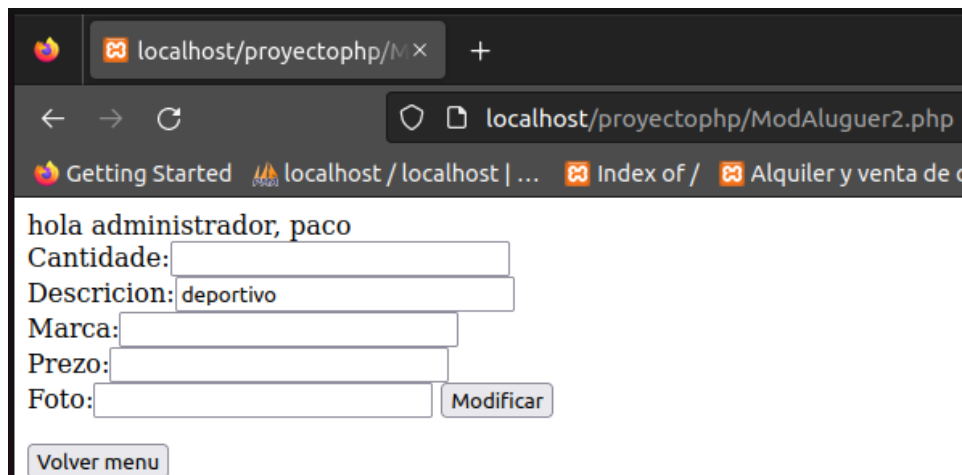 localhost/proyectophp/M
localhost/proyectophp/ModAluguer2.php
Getting Started localhost / localhost | ... Index of / Alquiler y venta de
hola administrador, paco
Cantidade:
Descricion: deportivo
Marca:
Prezo:
Foto: Modificar
Volver menu